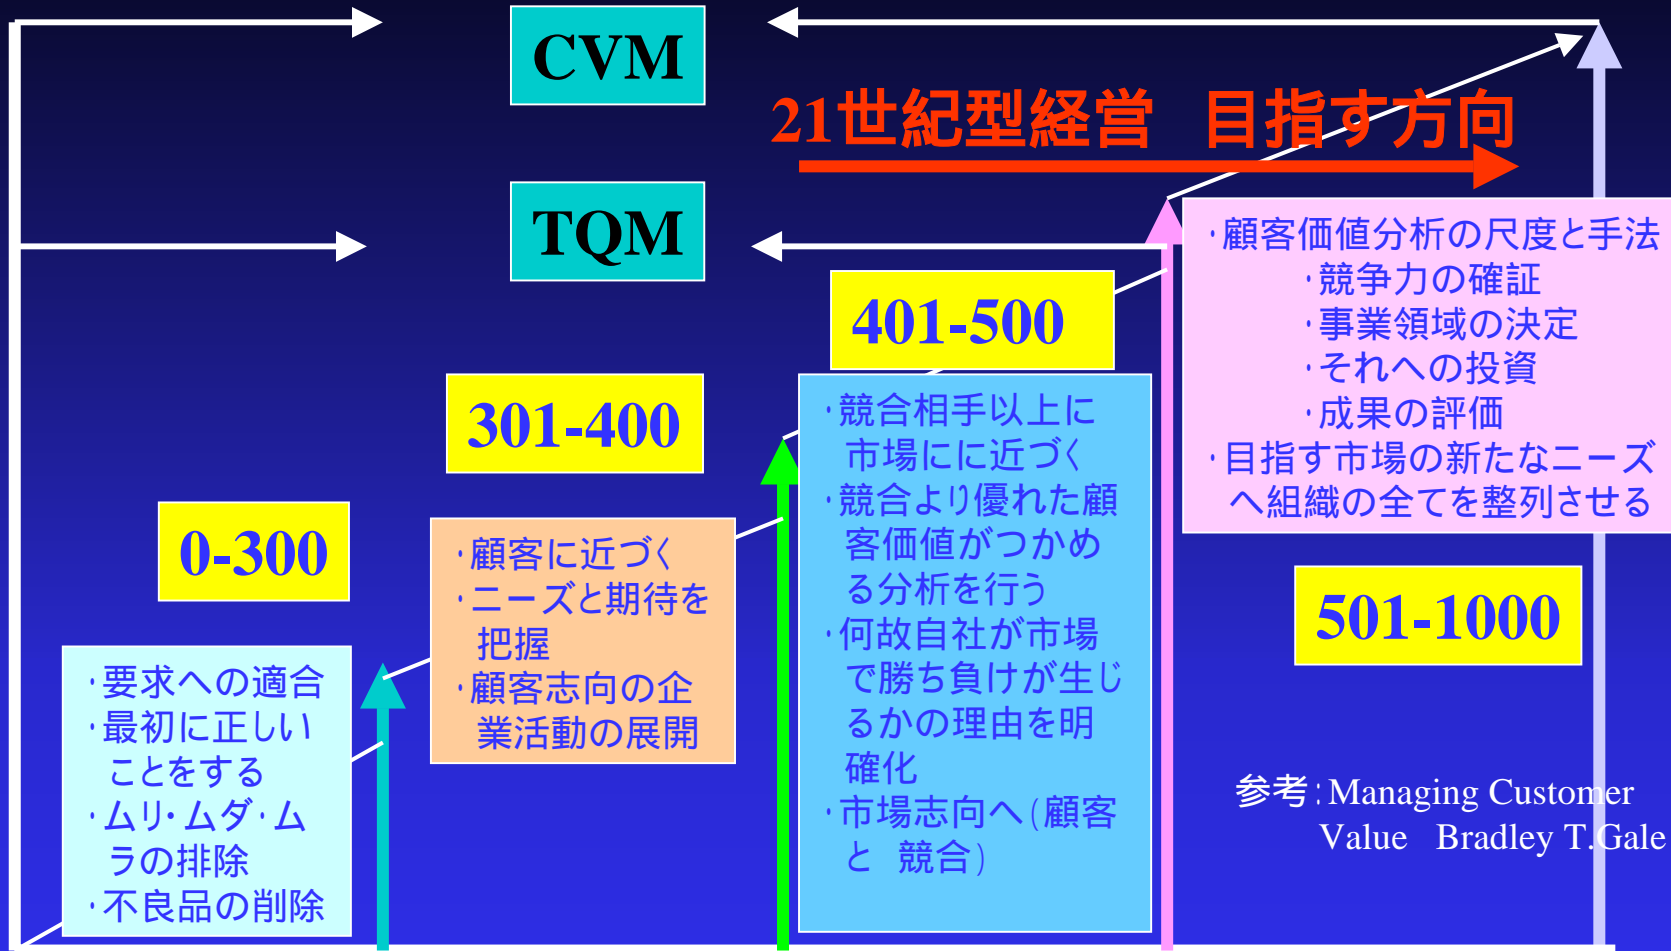 CVM
21世紀型経営 目指す方向
TQM
0-300
・要求への適合
・最初に正しい
ことをする
・ムリ・ムダ・ム
ラの排除
・不良品の削除
301-400
・顧客に近づく
・ニーズと期待を
把握
・顧客志向の企
業活動の展開
401-500
・競合相手以上に
市場にに近づく
・競合より優れた顧
客価値がつかめ
る分析を行う
・何故自社が市場
で勝ち負けが生じ
るかの理由を明
確化
・市場志向へ(顧客
と 競合)
・顧客価値分析の尺度と手法
・競争力の確証
・事業領域の決定
・それへの投資
・成果の評価
・目指す市場の新たなニーズ
へ組織の全てを整列させる
501-1000
参考:Managing Customer
Value Bradley T.Gale